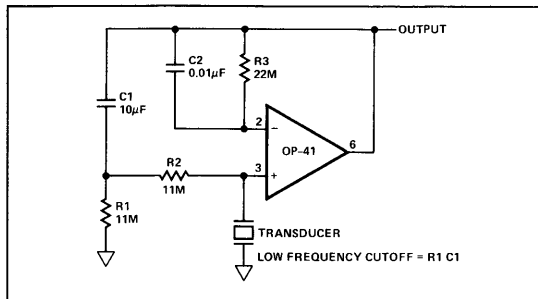 OUTPUT
C2
0.01µF
R3
22M
C1
10µF
2
−
6
OP-41
R2
11M
3
+
R1
11M
TRANSDUCER
LOW FREQUENCY CUTOFF = R1 C1